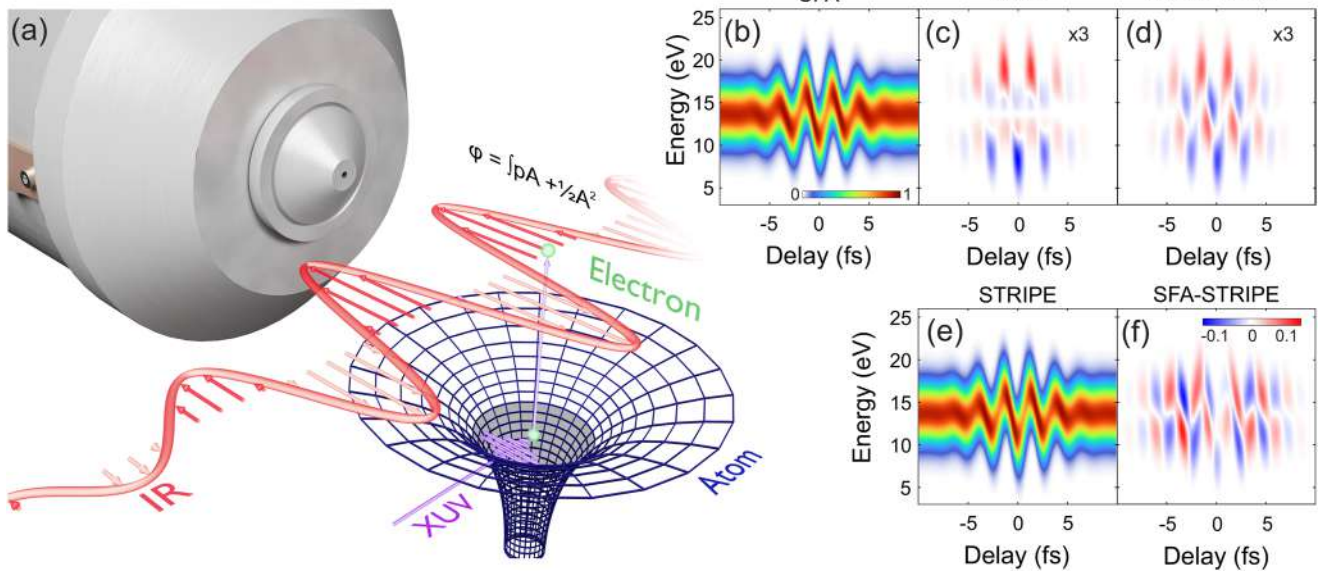 (a)
φ = ∫pA +½A²
Electron
Atom
IR
XUV
(b)
(c)
x3
(d)
x3
Energy (eV)
25
20
15
10
5
0
1
-5
0
5
-5
0
5
-5
0
5
Delay (fs)
Delay (fs)
Delay (fs)
STRIPE
SFA-STRIPE
(e)
(f)
-0.1
0
0.1
Energy (eV)
25
20
15
10
5
-5
0
5
-5
0
5
Delay (fs)
Delay (fs)